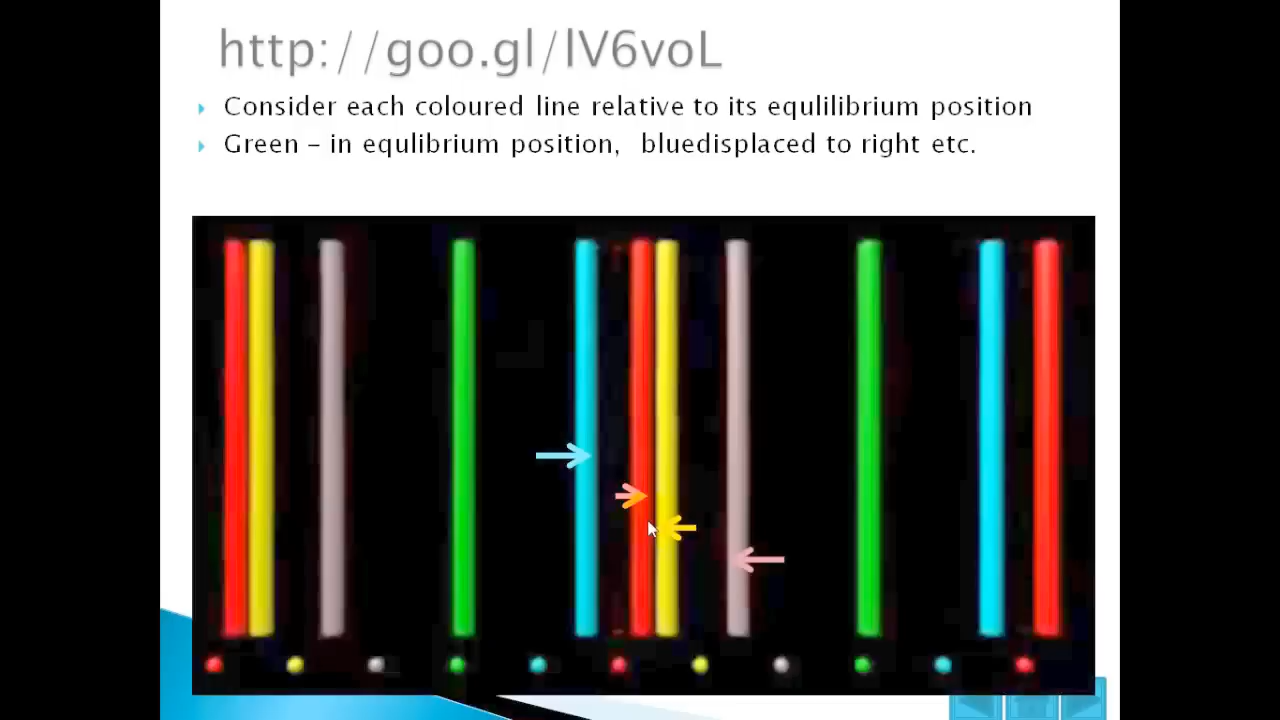 http://goo.gl/lV6voL
Consider each coloured line relative to its equlilibrium position
Green – in equlibrium position, bluedisplaced to right etc.